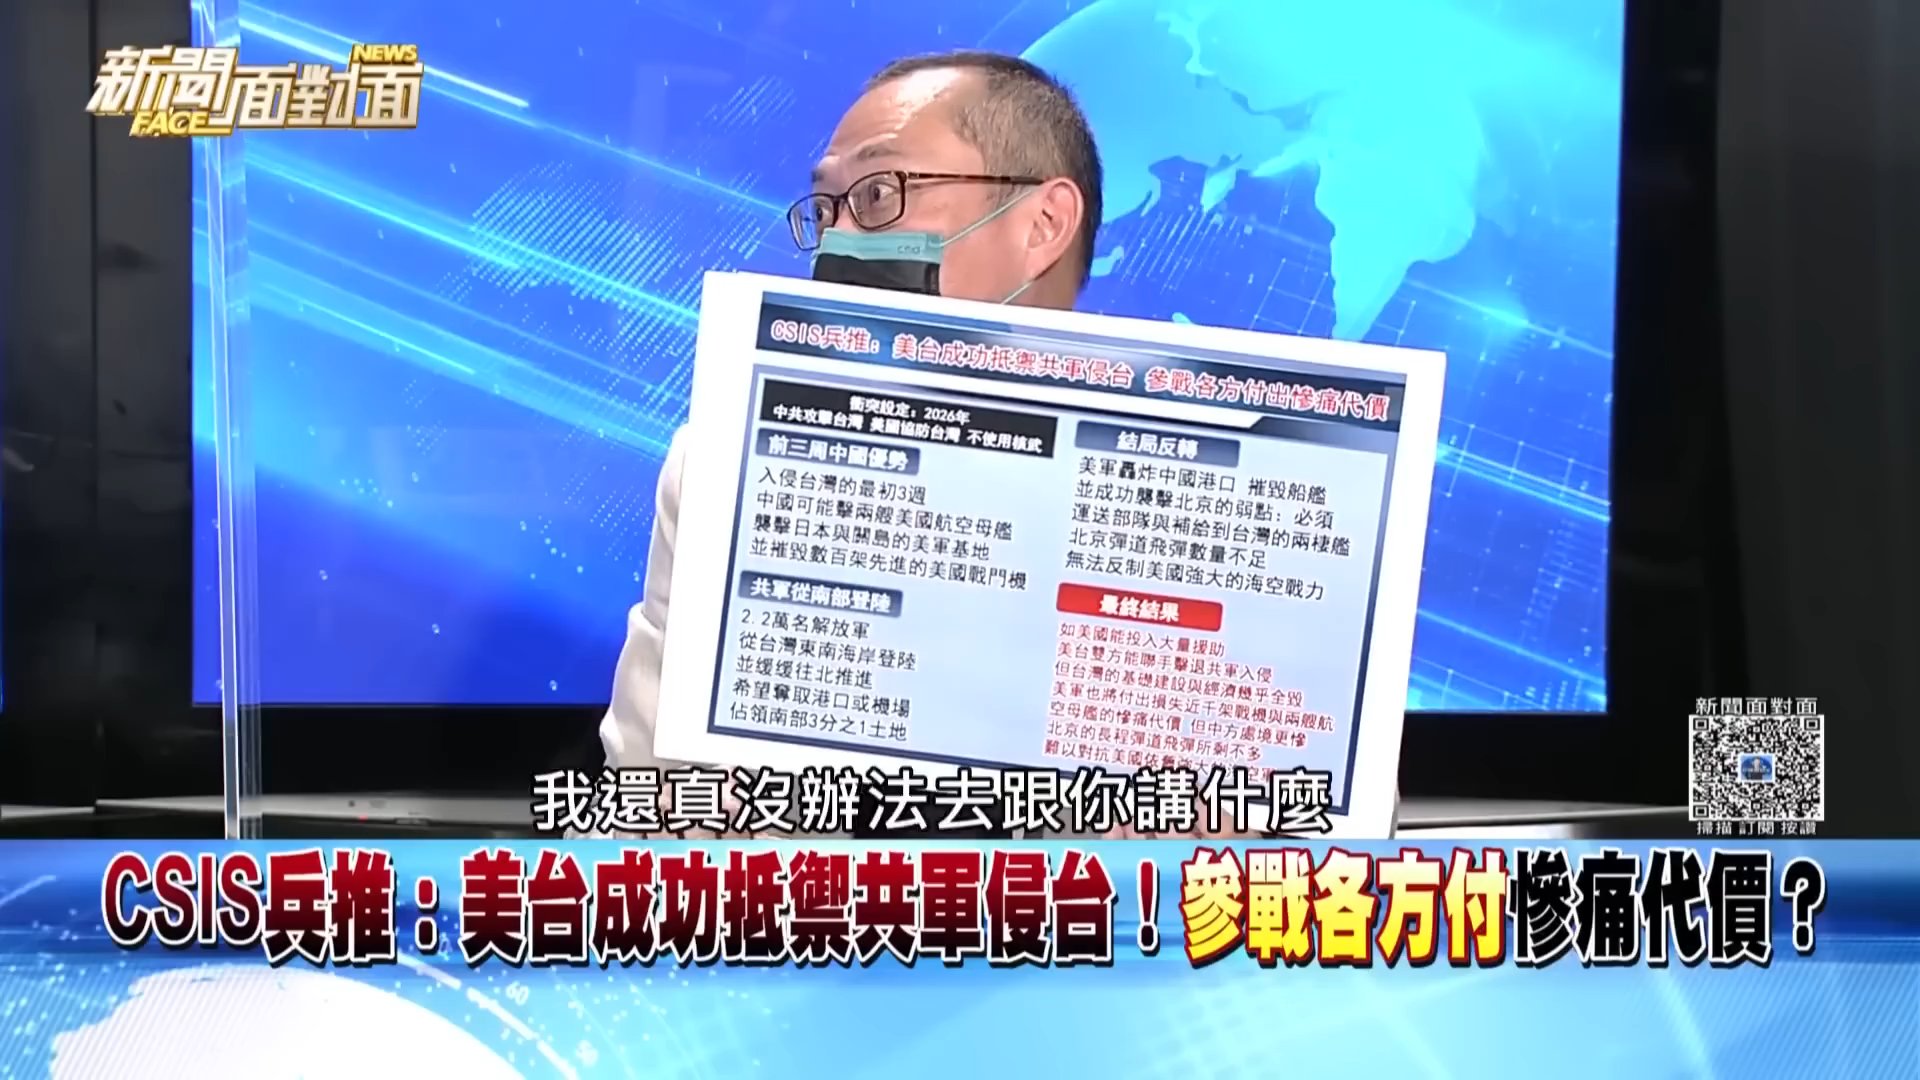 新聞面對面
NEWS
FACE
CSIS兵推：美台成功抵禦共軍侵台 參戰各方付出慘痛代價
衝突設定：2026年
中共攻擊台灣 美國協防台灣 不使用核武
前三周中國優勢
入侵台灣的最初3週
中國可能擊兩艘美國航空母艦
襲擊日本與關島的美軍基地
並摧毀數百架先進的美國戰鬥機
共軍從南部登陸
2.2萬名解放軍
從台灣東南海岸登陸
並緩緩往北推進
希望奪取港口或機場
佔領南部3分之1土地
結局反轉
美軍轟炸中國港口 摧毀船艦
並成功襲擊北京的弱點：必須
運送部隊與補給到台灣的兩棲艦
北京彈道飛彈數量不足
無法反制美國強大的海空戰力
最終結果
如美國能投入大量援助
美台雙方能聯手擊退共軍入侵
但台灣的基礎建設與經濟幾乎全毀
美軍也將付出損失近千架戰機與兩艘航
空母艦的慘痛代價 但中方處境更慘
北京的長程彈道飛彈所剩不多
難以對抗美國依舊強大的
新聞面對面
掃描 訂閱 按讚
我還真沒辦法去跟你講什麼
CSIS兵推：美台成功抵禦共軍侵台！參戰各方付慘痛代價？